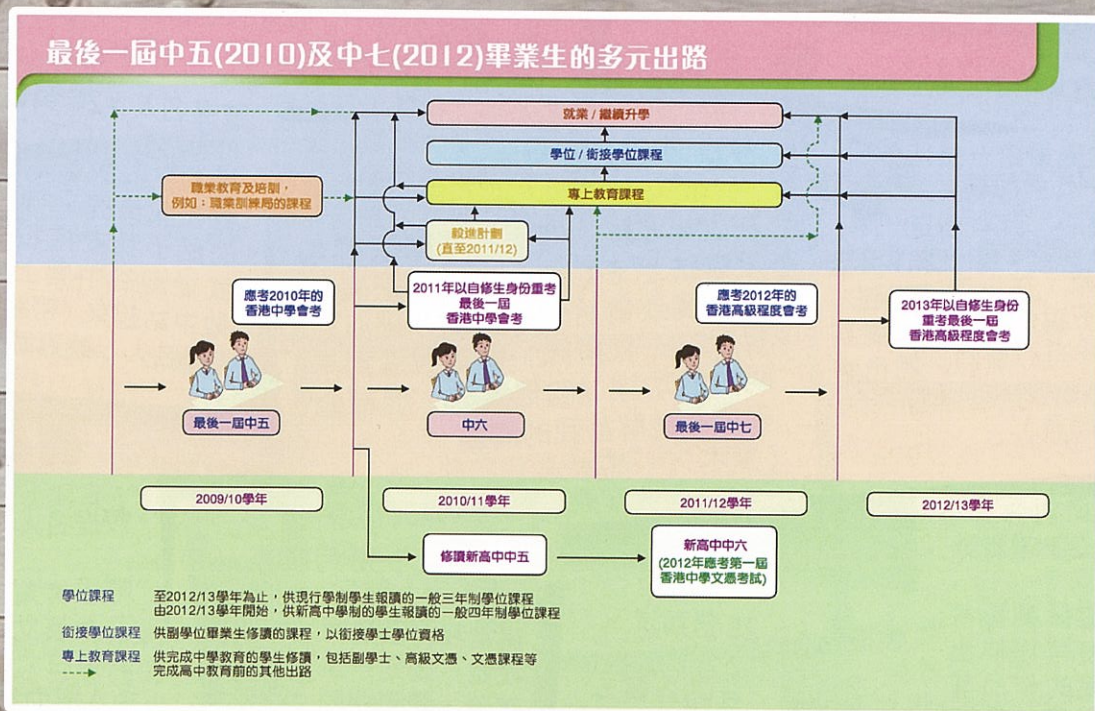 最後一屆中五(2010)及中七(2012)畢業生的多元出路
就業 / 繼續升學
學位 / 銜接學位課程
職業教育及培訓，
例如：職業訓練局的課程
專上教育課程
毅進計劃
(直至2011/12)
應考2010年的
香港中學會考
2011年以自修生身份重考
最後一屆
香港中學會考
應考2012年的
香港高級程度會考
2013年以自修生身份
重考最後一屆
香港高級程度會考
最後一屆中五
中六
最後一屆中七
2009/10學年
2010/11學年
2011/12學年
2012/13學年
修讀新高中中五
新高中中六
(2012年應考第一屆
香港中學文憑考試)
學位課程 至2012/13學年為止，供現行學制學生報讀的一般三年制學位課程
由2012/13學年開始，供新高中學制的學生報讀的一般四年制學位課程
銜接學位課程 供副學位畢業生修讀的課程，以銜接學士學位資格
專上教育課程 供完成中學教育的學生修讀，包括副學士、高級文憑、文憑課程等
完成高中教育前的其他出路